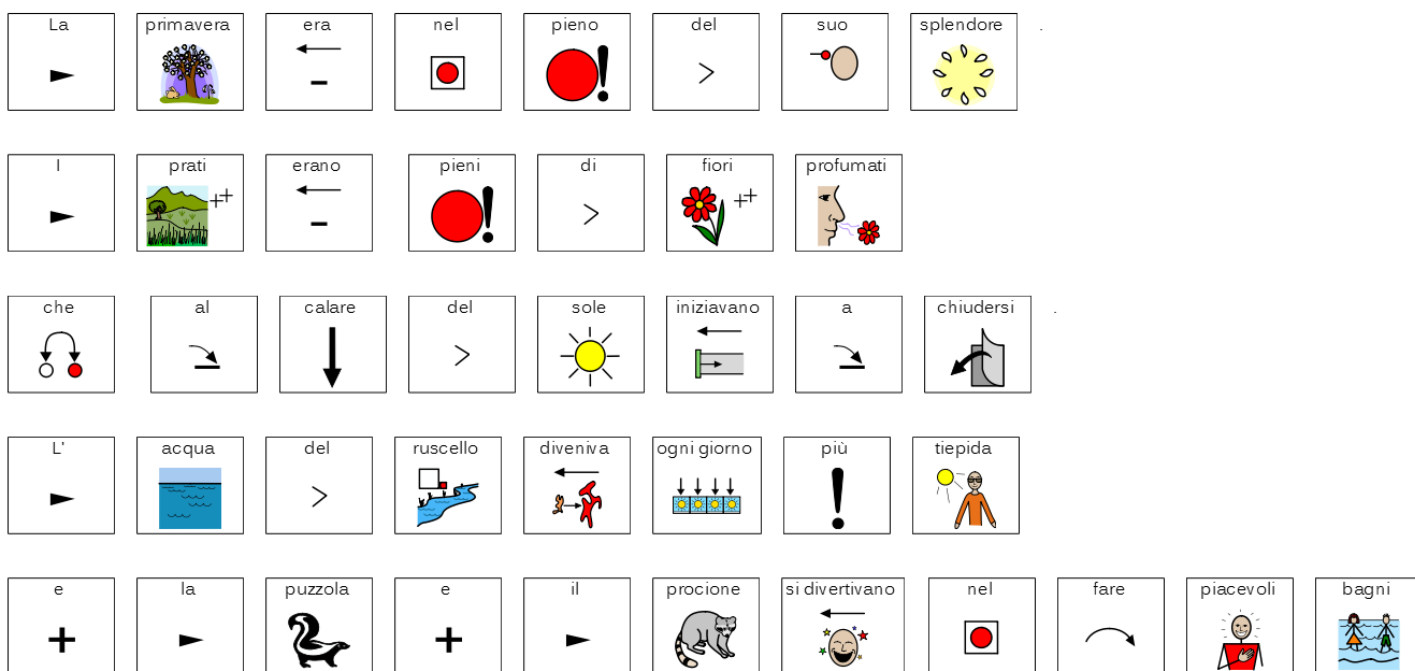 La primavera era nel pieno del suo splendore .
I prati erano pieni di fiori profumati
che al calare del sole iniziavano a chiudersi .
L' acqua del ruscello diveniva ogni giorno più tiepida
e la puzzola e il procione si divertivano nel fare piacevoli bagni